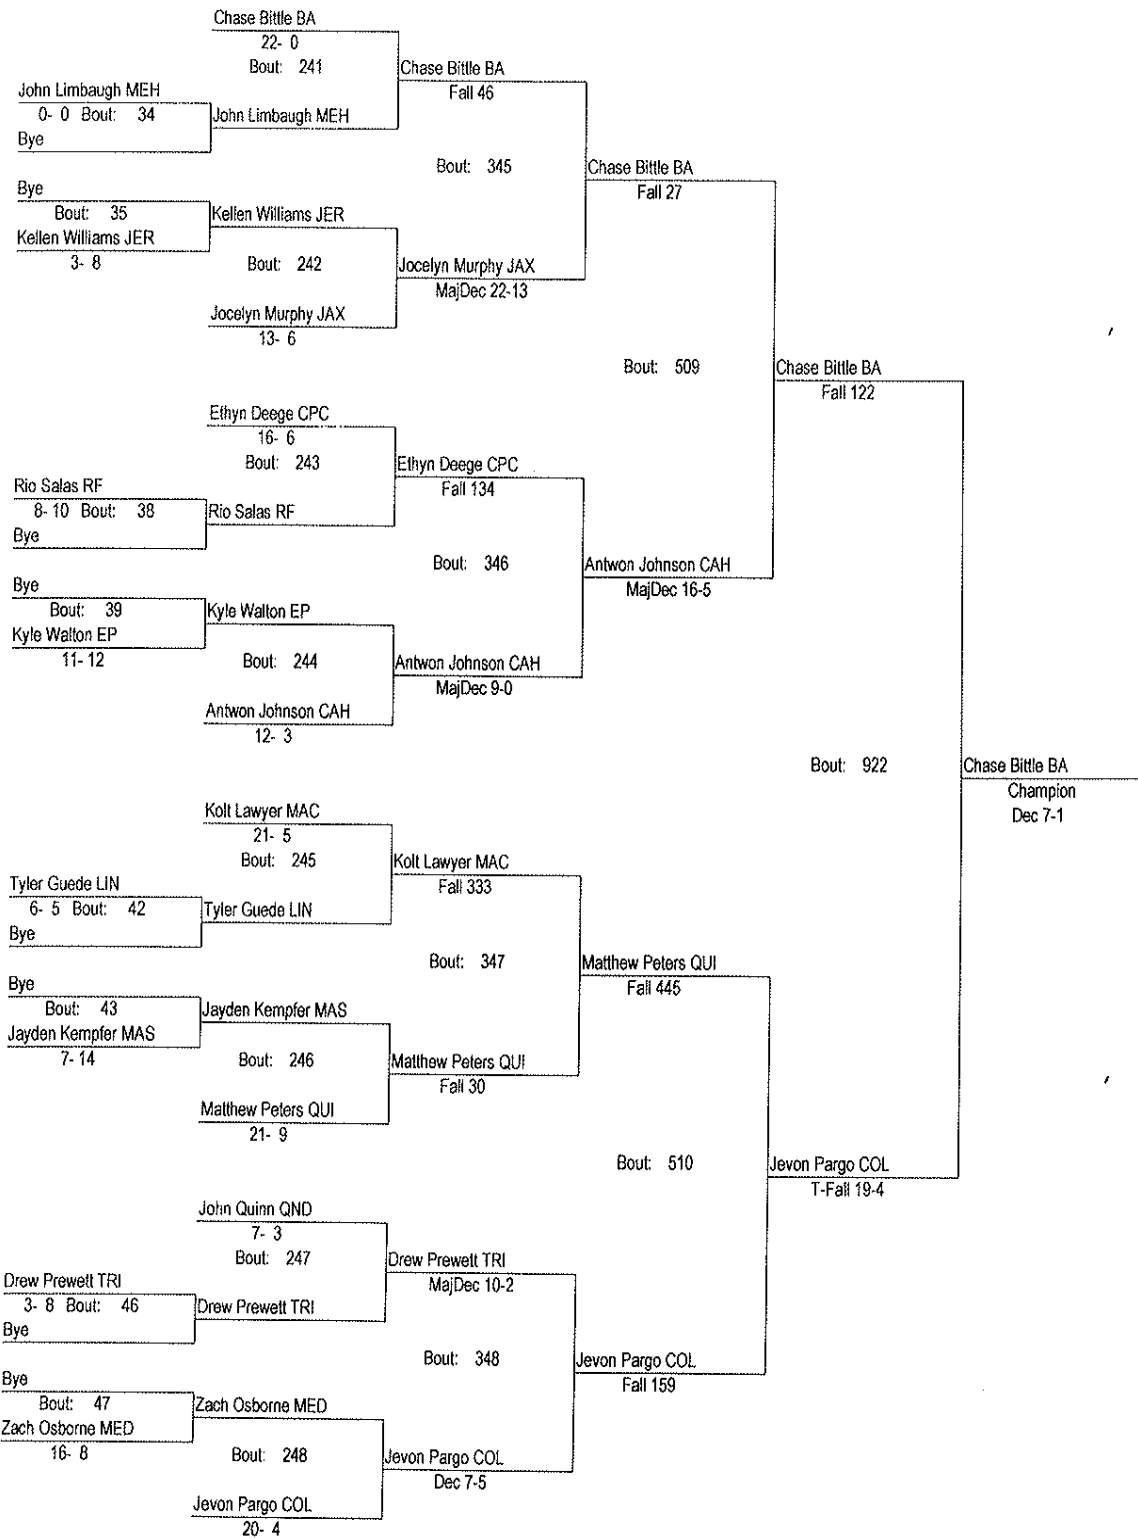 Chase Bittle BA
22- 0
Bout: 241
Chase Bittle BA
Fall 46
John Limbaugh MEH
0- 0 Bout: 34
John Limbaugh MEH
Bye
Bout: 345
Chase Bittle BA
Fall 27
Bye
Bout: 35
Kellen Williams JER
Kellen Williams JER
3- 8
Bout: 242
Jocelyn Murphy JAX
MajDec 22-13
Jocelyn Murphy JAX
13- 6
Bout: 509
Chase Bittle BA
Fall 122
Ethyn Deege CPC
16- 6
Bout: 243
Ethyn Deege CPC
Fall 134
Rio Salas RF
8- 10 Bout: 38
Rio Salas RF
Bye
Bout: 346
Antwon Johnson CAH
MajDec 16-5
Bye
Bout: 39
Kyle Walton EP
Kyle Walton EP
11- 12
Bout: 244
Antwon Johnson CAH
MajDec 9-0
Antwon Johnson CAH
12- 3
Bout: 922
Chase Bittle BA
Champion
Dec 7-1
Kolt Lawyer MAC
21- 5
Bout: 245
Kolt Lawyer MAC
Fall 333
Tyler Guede LIN
6- 5 Bout: 42
Tyler Guede LIN
Bye
Bout: 347
Matthew Peters QUI
Fall 445
Bye
Bout: 43
Jayden Kempfer MAS
Jayden Kempfer MAS
7- 14
Bout: 246
Matthew Peters QUI
Fall 30
Matthew Peters QUI
21- 9
Bout: 510
Jevon Pargo COL
T-Fall 19-4
John Quinn QND
7- 3
Bout: 247
Drew Prewett TRI
MajDec 10-2
Drew Prewett TRI
3- 8 Bout: 46
Drew Prewett TRI
Bye
Bout: 348
Jevon Pargo COL
Fall 159
Bye
Bout: 47
Zach Osborne MED
Zach Osborne MED
16- 8
Bout: 248
Jevon Pargo COL
Dec 7-5
Jevon Pargo COL
20- 4